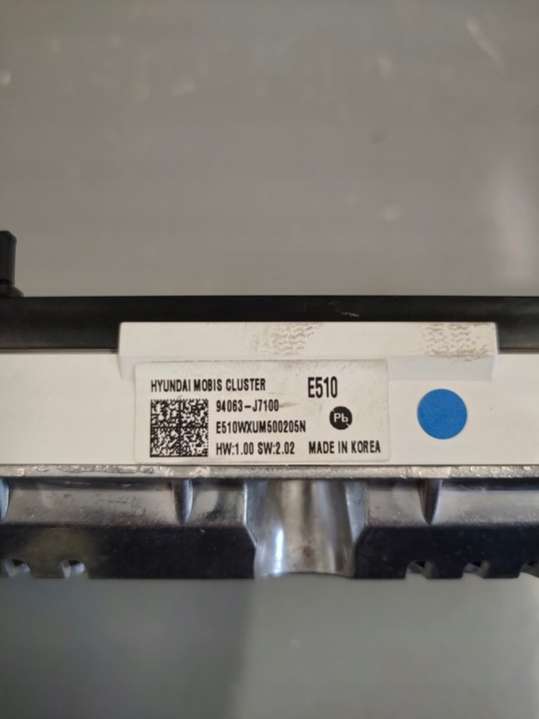 HYUNDAI MOBIS CLUSTER
E510
94063-J7100
Pb
E510WXUM500205N
HW:1.00 SW:2.02 MADE IN KOREA